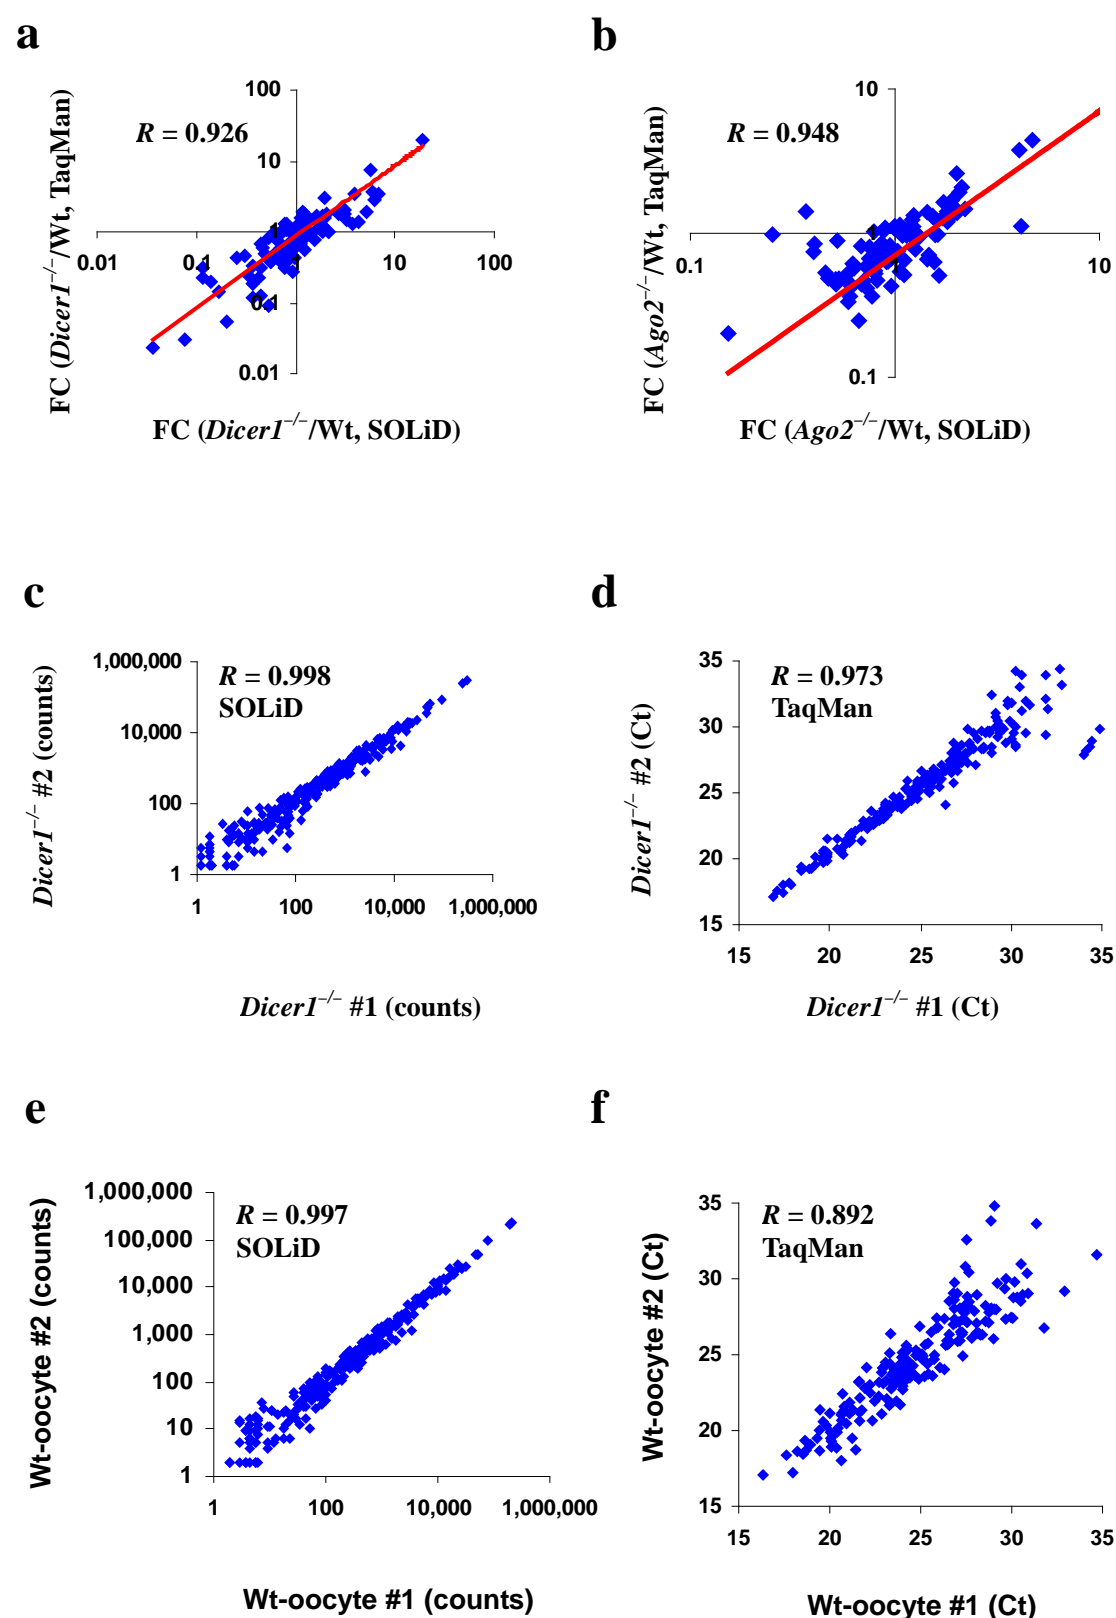 a
100
R = 0.926
10
1
0.01
0.1
1
10
100
0.1
0.01
FC (Dicer1⁻/⁻/Wt, TaqMan)
FC (Dicer1⁻/⁻/Wt, SOLiD)
b
10
R = 0.948
1
0.1
1
10
0.1
FC (Ago2⁻/⁻/Wt, TaqMan)
FC (Ago2⁻/⁻/Wt, SOLiD)
c
1,000,000
R = 0.998
SOLiD
10,000
100
1
1
100
10,000
1,000,000
Dicer1⁻/⁻ #2 (counts)
Dicer1⁻/⁻ #1 (counts)
d
35
R = 0.973
TaqMan
30
25
20
15
15
20
25
30
35
Dicer1⁻/⁻ #2 (Ct)
Dicer1⁻/⁻ #1 (Ct)
e
1,000,000
R = 0.997
SOLiD
100,000
10,000
1,000
100
10
1
1
100
10,000
1,000,000
Wt-oocyte #2 (counts)
Wt-oocyte #1 (counts)
f
35
R = 0.892
TaqMan
30
25
20
15
15
20
25
30
35
Wt-oocyte #2 (Ct)
Wt-oocyte #1 (Ct)